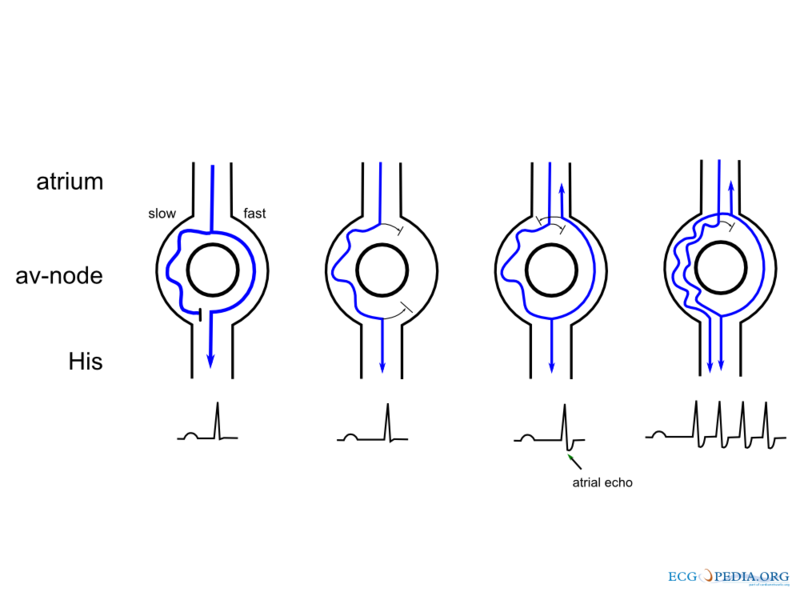 atrium
slow
fast
av-node
His
atrial echo
ECGPEDIA.ORG